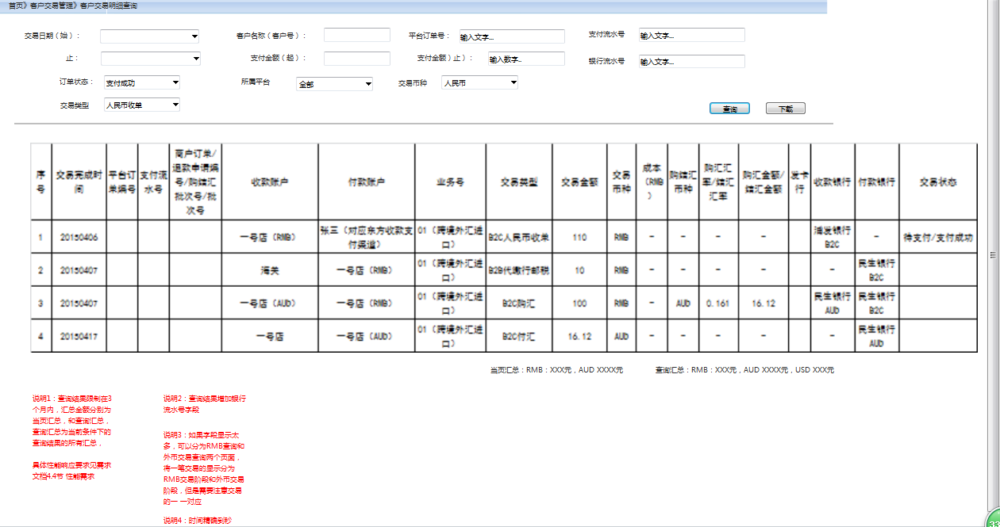 首页》客户交易管理》客户交易明细查询
交易日期（始）： 客户名称（客户号）： 平台订单号： 输入文字... 支付流水号 输入文字...
止： 支付金额（起）： 支付金额）止）： 输入数字.. 银行流水号 输入文字...
订单状态： 支付成功 所属平台 全部 交易币种 人民币
交易类型 人民币收单 查询 下载
序号 交易完成时间 平台订单编号 支付流水号 商户订单/退款申请编号/购结汇批次号/批次号 收款账户 付款账户 业务号 交易类型 交易金额 交易币种 成本（RMB） 购结汇币种 购汇汇率/结汇汇率 购汇金额/结汇金额 发卡行 收款银行 付款银行 交易状态
1 20150406 一号店（RMB） 张三（对应东方收款支付渠道） 01（跨境外汇进口） B2C人民币收单 110 RMB - - - - 浦发银行B2C - 待支付/支付成功
2 20150407 海关 一号店（RMB） 01（跨境外汇进口） B2B代缴行邮税 10 RMB - - - - - 民生银行B2C
3 20150407 一号店（AUD） 一号店（RMB） 01（跨境外汇进口） B2C购汇 100 RMB - AUD 0.161 16.12 民生银行AUD 民生银行B2C
4 20150417 一号店 一号店（AUD） 01（跨境外汇进口） B2C付汇 16.12 AUD - - - - - 民生银行AUD
当页汇总：RMB：XXX元，AUD XXXX元 查询汇总：RMB：XXX元，AUD XXXX元，USD XXX元
说明1：查询结果限制在3
个月内，汇总金额分别为
当页汇总，和查询汇总，
查询汇总为当前条件下的
查询结果的所有汇总，
具体性能响应要求见需求
文档4.4节 性能需求
说明2：查询结果增加银行
流水号字段
说明3：如果字段显示太
多，可以分为RMB查询和
外币交易查询两个页面，
将一笔交易的显示分为
RMB交易阶段和外币交易
阶段，但是需要注意交易
的一 一对应
说明4：时间精确到秒